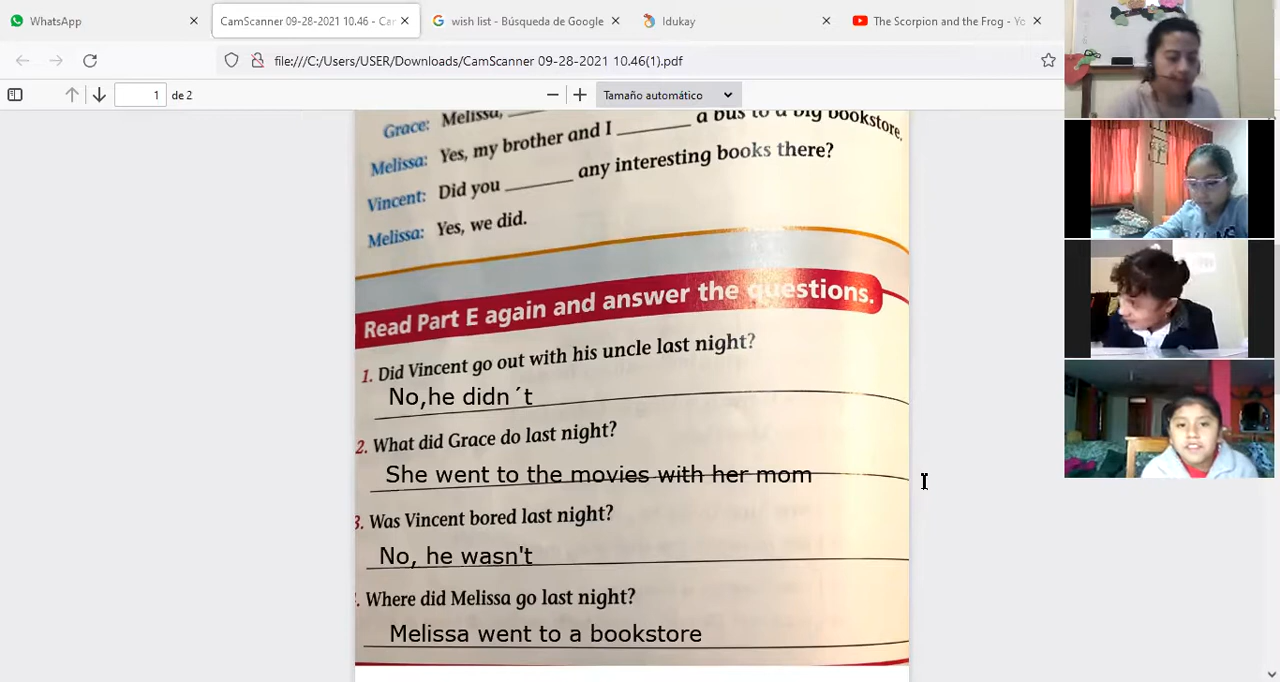 WhatsApp
CamScanner 09-28-2021 10.46 - Car
wish list - Búsqueda de Google
Idukay
The Scorpion and the Frog - Yo
file:///C:/Users/USER/Downloads/CamScanner 09-28-2021 10.46(1).pdf
1 de 2
Tamaño automático
Grace: Melissa, ______
Melissa: Yes, my brother and I ______ a bus to a big bookstore.
Vincent: Did you ______ any interesting books there?
Melissa: Yes, we did.
Read Part E again and answer the questions.
1. Did Vincent go out with his uncle last night?
No,he didn´t
2. What did Grace do last night?
She went to the movies with her mom
3. Was Vincent bored last night?
No, he wasn't
. Where did Melissa go last night?
Melissa went to a bookstore